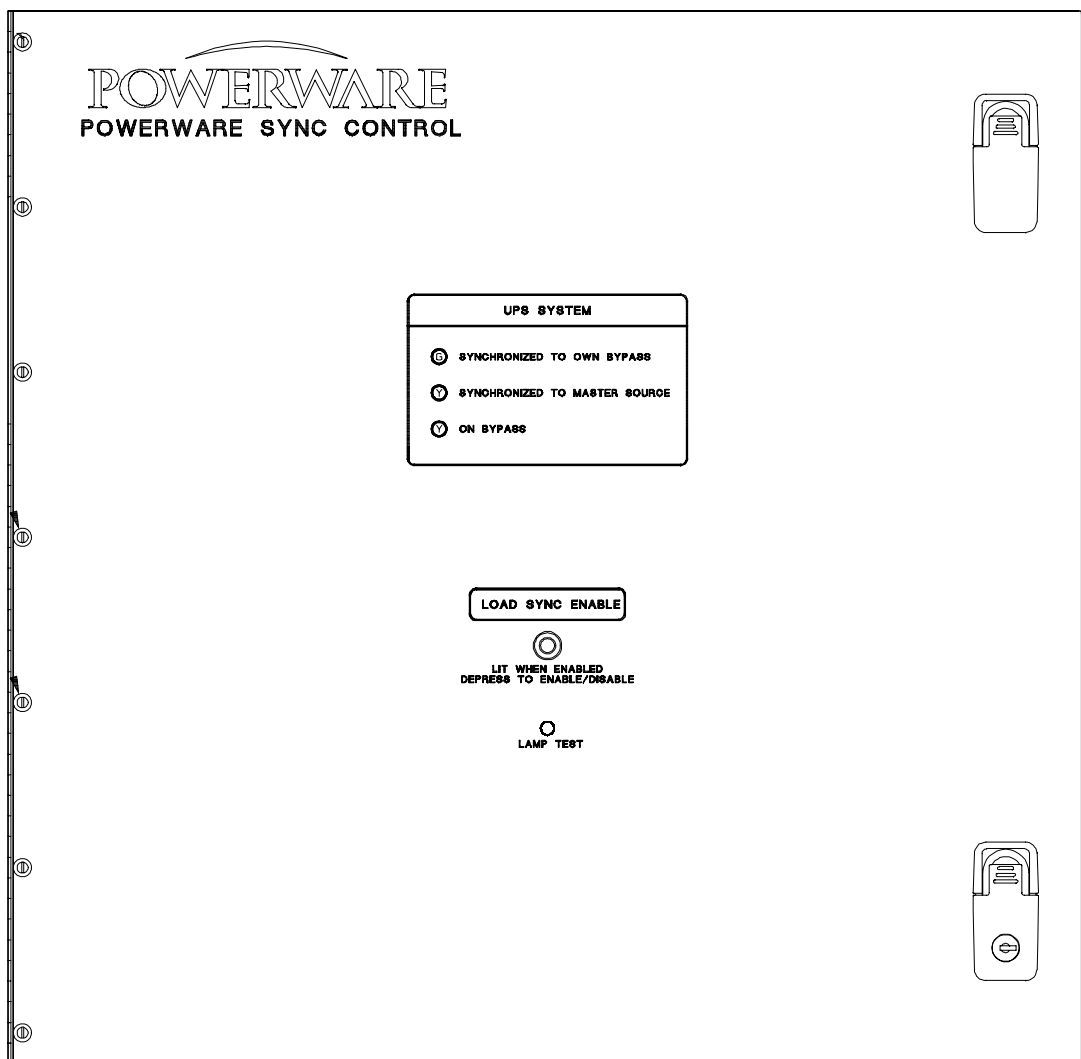 POWERWARE
POWERWARE SYNC CONTROL
UPS SYSTEM
G SYNCHRONIZED TO OWN BYPASS
Y SYNCHRONIZED TO MASTER SOURCE
Y ON BYPASS
LOAD SYNC ENABLE
LIT WHEN ENABLED
DEPRESS TO ENABLE/DISABLE
LAMP TEST